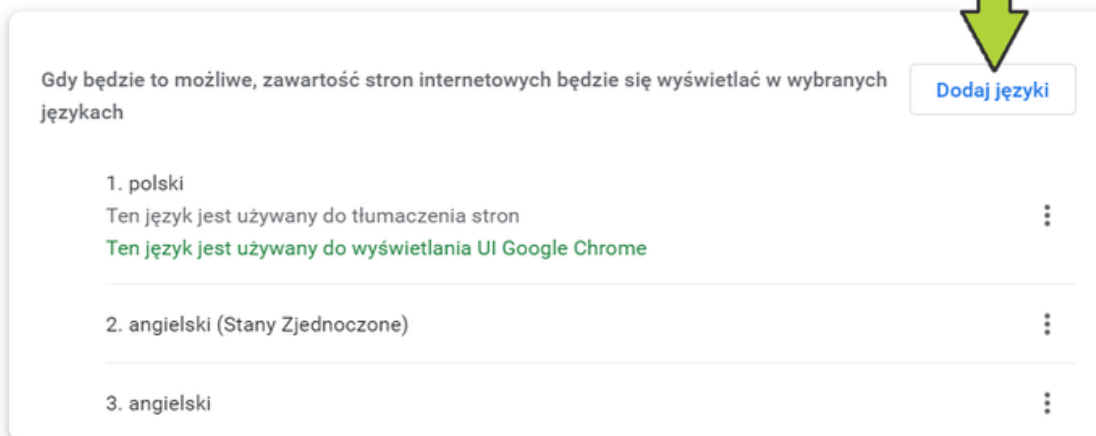 Gdy będzie to możliwe, zawartość stron internetowych będzie się wyświetlać w wybranych
językach
Dodaj języki
1. polski
Ten język jest używany do tłumaczenia stron
Ten język jest używany do wyświetlania UI Google Chrome
2. angielski (Stany Zjednoczone)
3. angielski